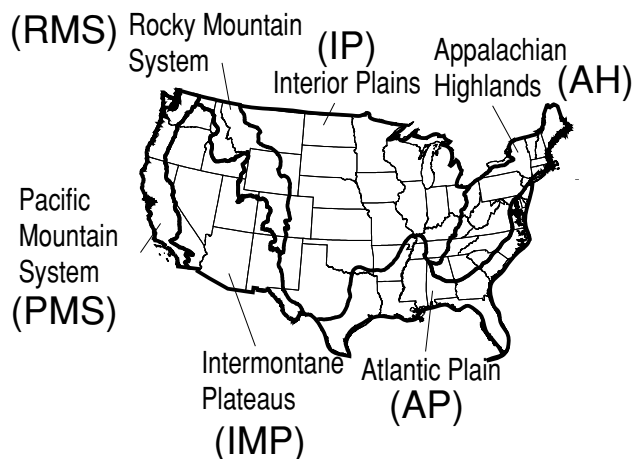 (RMS)
Rocky Mountain
System
(IP)
Interior Plains
Appalachian
Highlands
(AH)
Pacific
Mountain
System
(PMS)
Intermontane
Plateaus
(IMP)
Atlantic Plain
(AP)